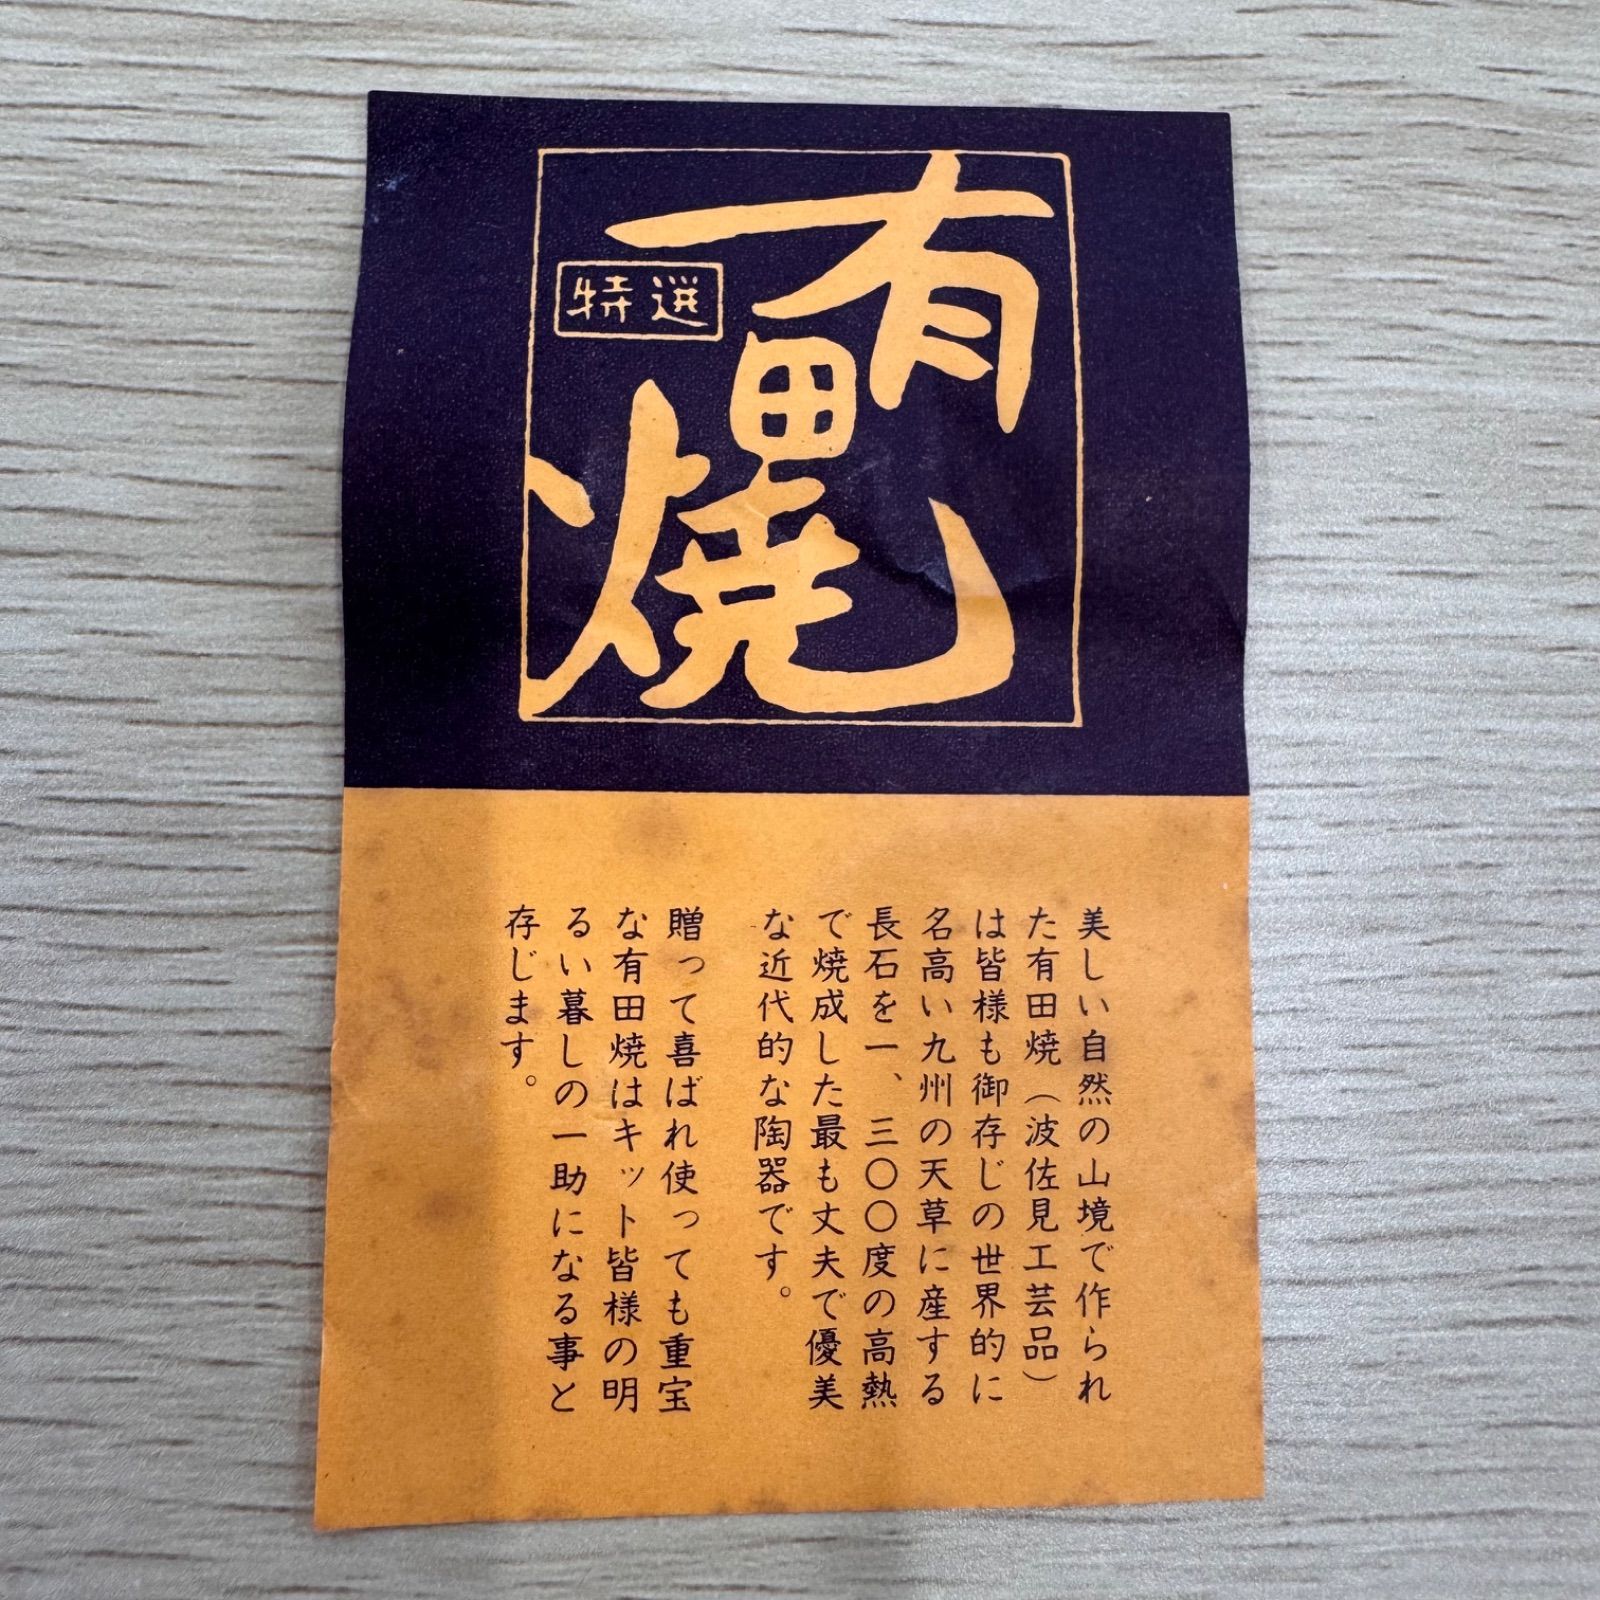 有田焼
特選
美しい自然の山境で作られ
た有田焼（波佐見工芸品）
は皆様も御存じの世界的に
名高い九州の天草に産する
長石を一、三〇〇度の高熱
で焼成した最も丈夫で優美
な近代的な陶器です。
贈って喜ばれ使っても重宝
な有田焼はキット皆様の明
るい暮しの一助になる事と
存じます。